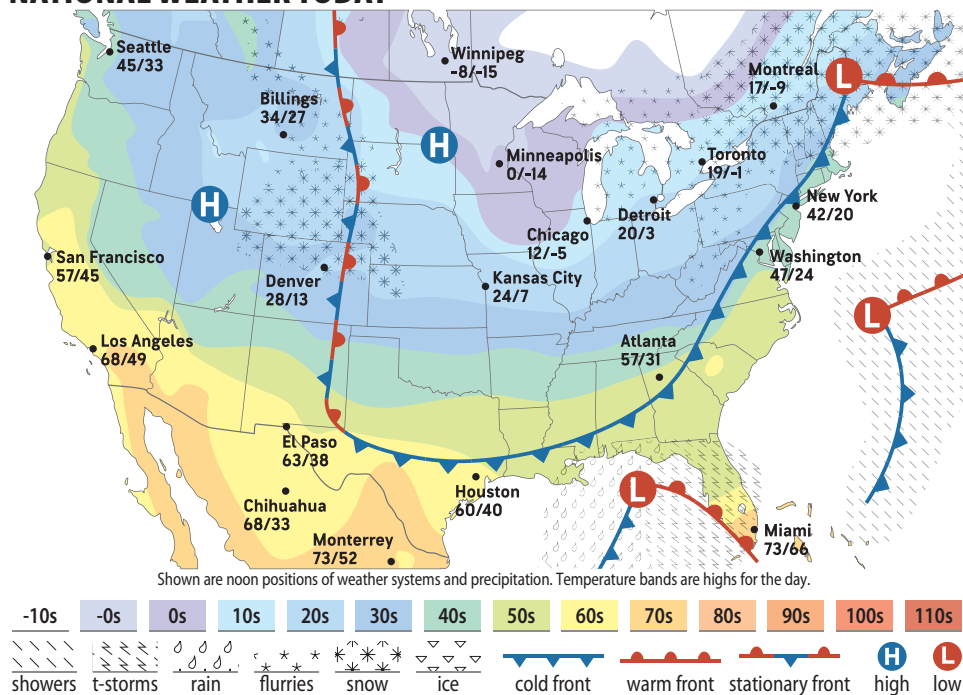 NATIONAL WEATHER TODAY
Seattle
45/33
Winnipeg
-8/-15
Montreal
17/-9
L
Billings
34/27
H
Minneapolis
0/-14
Toronto
19/-1
H
New York
42/20
Detroit
20/3
Chicago
12/-5
San Francisco
57/45
Washington
47/24
Denver
28/13
Kansas City
24/7
L
Los Angeles
68/49
Atlanta
57/31
El Paso
63/38
Houston
60/40
L
Chihuahua
68/33
Miami
73/66
Monterrey
73/52
Shown are noon positions of weather systems and precipitation. Temperature bands are highs for the day.
-10s -0s 0s 10s 20s 30s 40s 50s 60s 70s 80s 90s 100s 110s
H L
showers t-storms rain flurries snow ice cold front warm front stationary front high low